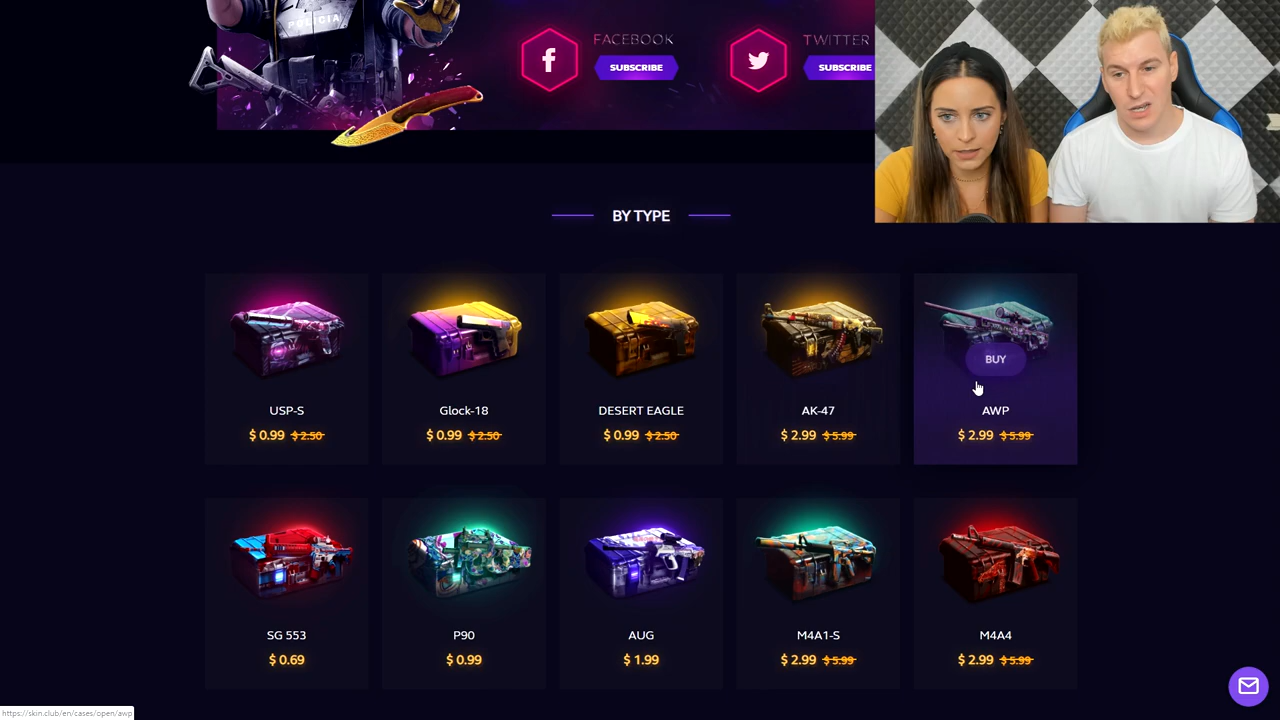 POLICIA
FACEBOOK
SUBSCRIBE
TWITTER
SUBSCRIBE
BY TYPE
BUY
USP-S
$ 0.99 $ 2.50
Glock-18
$ 0.99 $ 2.50
DESERT EAGLE
$ 0.99 $ 2.50
AK-47
$ 2.99 $ 5.99
AWP
$ 2.99 $ 5.99
SG 553
$ 0.69
P90
$ 0.99
AUG
$ 1.99
M4A1-S
$ 2.99 $ 5.99
M4A4
$ 2.99 $ 5.99
https://skin.club/en/cases/open/awp